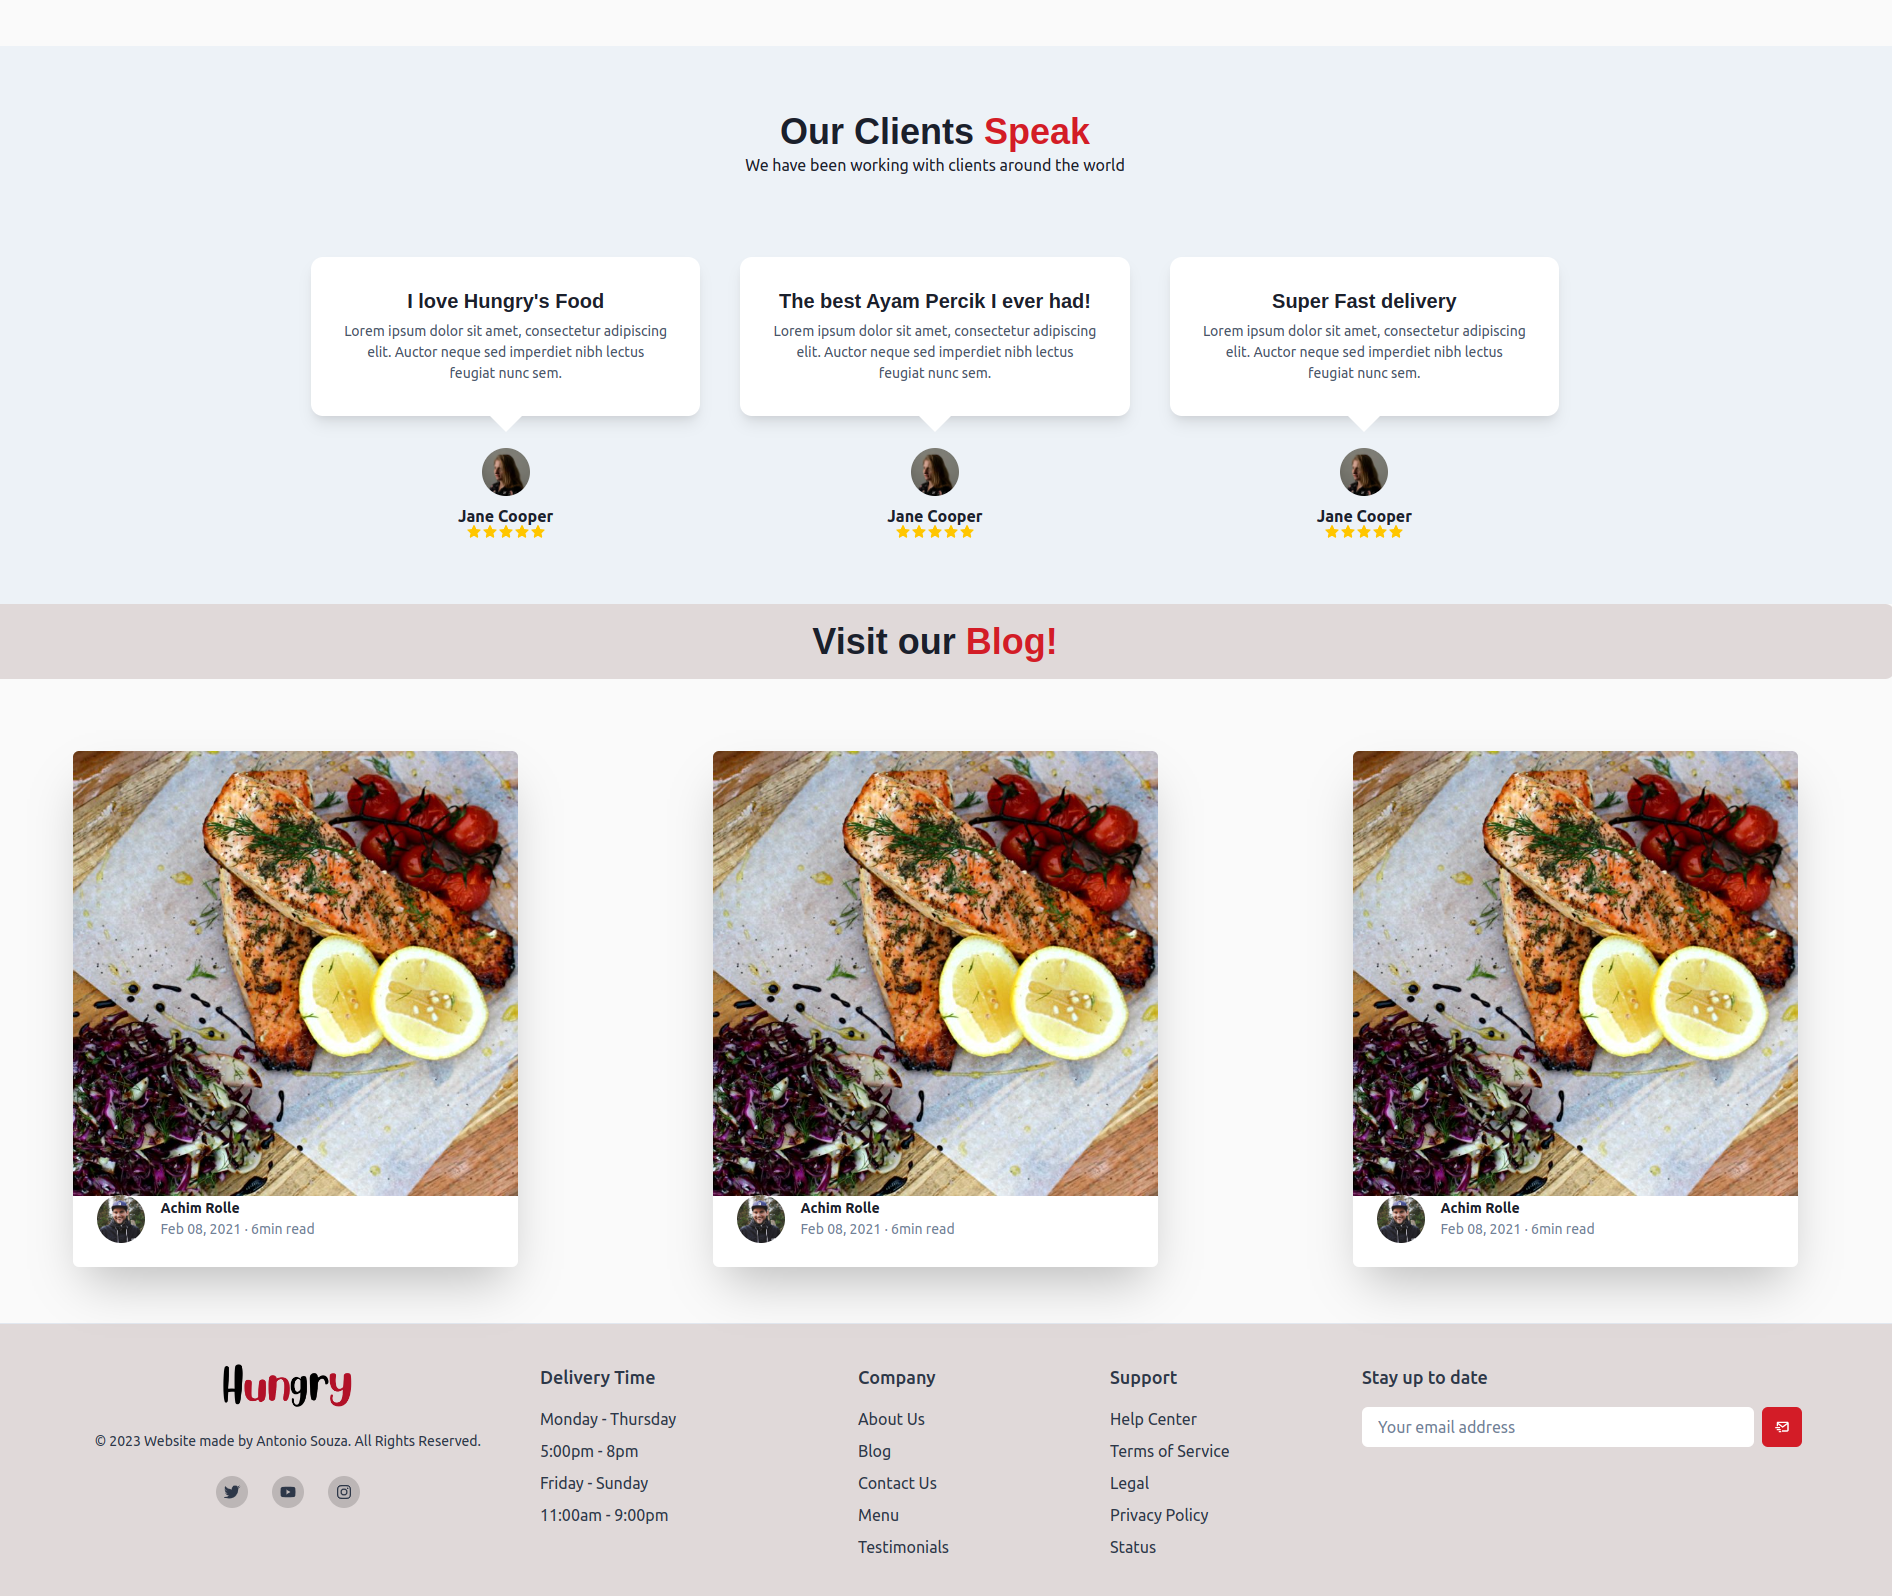 Our Clients Speak
We have been working with clients around the world
I love Hungry's Food
Lorem ipsum dolor sit amet, consectetur adipiscing
elit. Auctor neque sed imperdiet nibh lectus
feugiat nunc sem.
Jane Cooper
The best Ayam Percik I ever had!
Lorem ipsum dolor sit amet, consectetur adipiscing
elit. Auctor neque sed imperdiet nibh lectus
feugiat nunc sem.
Jane Cooper
Super Fast delivery
Lorem ipsum dolor sit amet, consectetur adipiscing
elit. Auctor neque sed imperdiet nibh lectus
feugiat nunc sem.
Jane Cooper
Visit our Blog!
Achim Rolle
Feb 08, 2021 · 6min read
Achim Rolle
Feb 08, 2021 · 6min read
Achim Rolle
Feb 08, 2021 · 6min read
Hungry
© 2023 Website made by Antonio Souza. All Rights Reserved.
Delivery Time
Monday - Thursday
5:00pm - 8pm
Friday - Sunday
11:00am - 9:00pm
Company
About Us
Blog
Contact Us
Menu
Testimonials
Support
Help Center
Terms of Service
Legal
Privacy Policy
Status
Stay up to date
Your email address